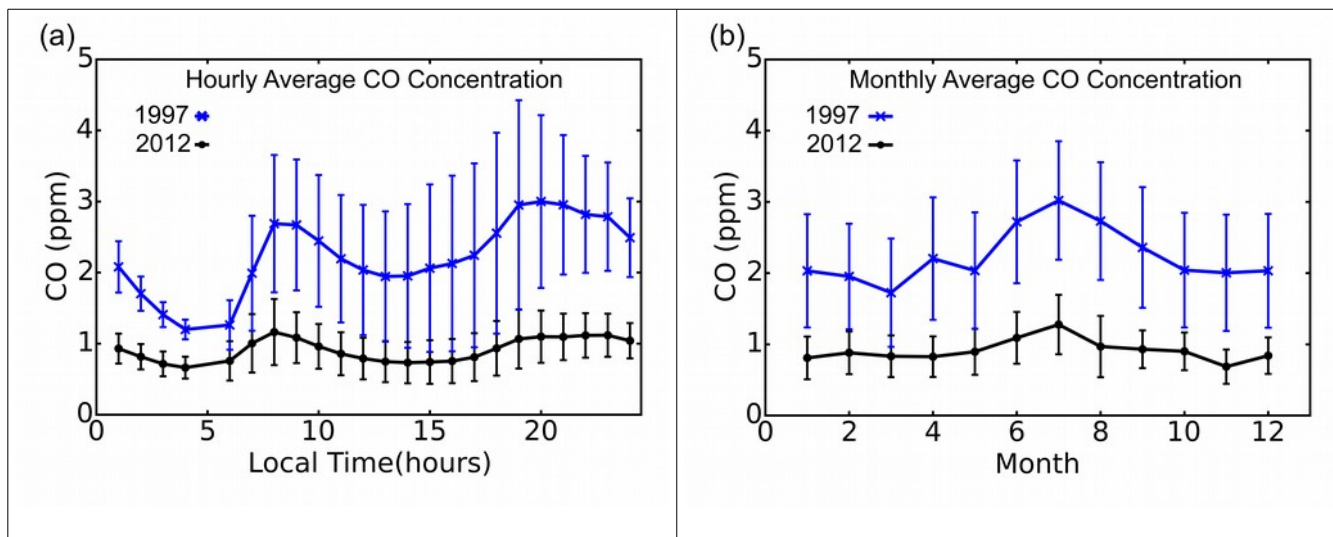 (a)
Hourly Average CO Concentration
1997
2012
CO (ppm)
5
4
3
2
1
0
0 5 10 15 20
Local Time(hours)
(b)
Monthly Average CO Concentration
1997
2012
CO (ppm)
5
4
3
2
1
0
0 2 4 6 8 10 12
Month